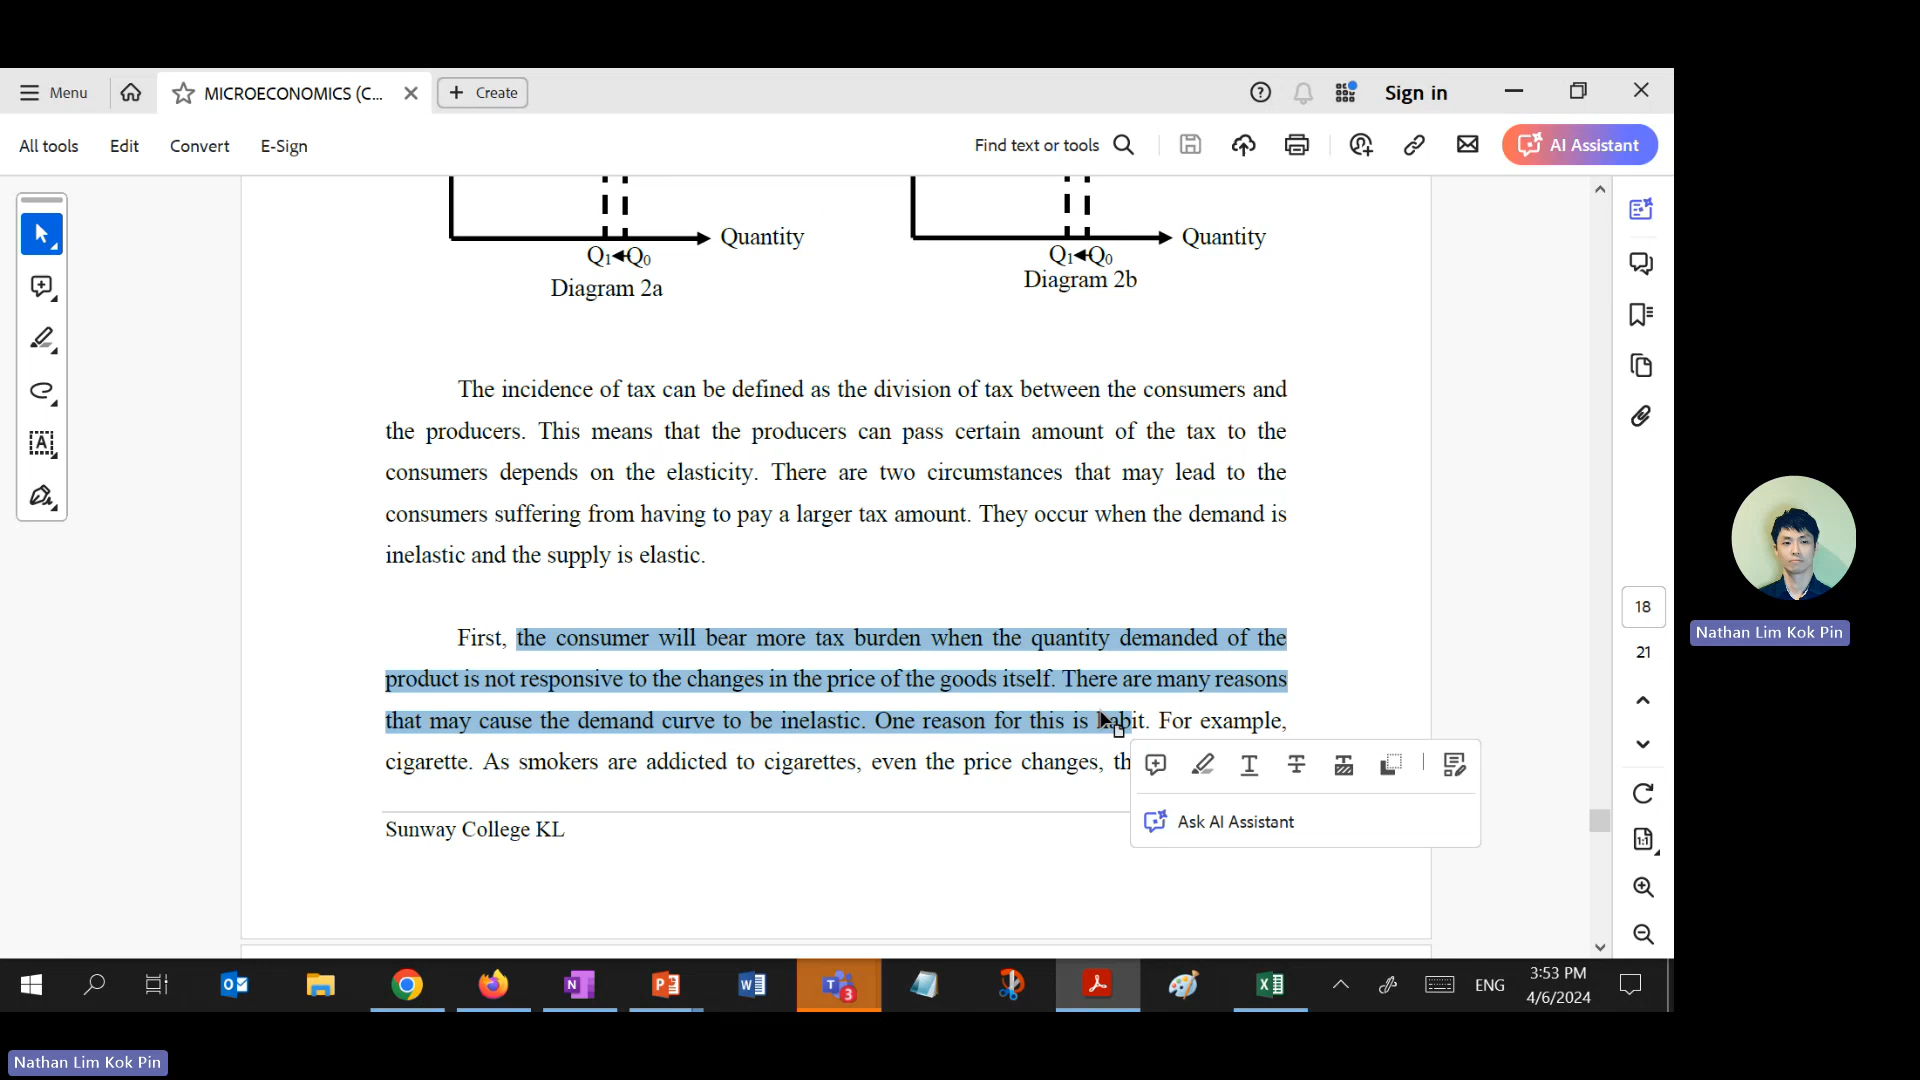 Menu
MICROECONOMICS (C...
Create
Sign in
All tools
Edit
Convert
E-Sign
Find text or tools
AI Assistant
Quantity
Quantity
Q1 Q0
Q1 Q0
Diagram 2a
Diagram 2b
The incidence of tax can be defined as the division of tax between the consumers and
the producers. This means that the producers can pass certain amount of the tax to the
consumers depends on the elasticity. There are two circumstances that may lead to the
consumers suffering from having to pay a larger tax amount. They occur when the demand is
inelastic and the supply is elastic.
First, the consumer will bear more tax burden when the quantity demanded of the
product is not responsive to the changes in the price of the goods itself. There are many reasons
that may cause the demand curve to be inelastic. One reason for this is habit. For example,
cigarette. As smokers are addicted to cigarettes, even the price changes, th
Ask AI Assistant
Sunway College KL
18
21
1:1
Nathan Lim Kok Pin
3
ENG
3:53 PM
4/6/2024
Nathan Lim Kok Pin